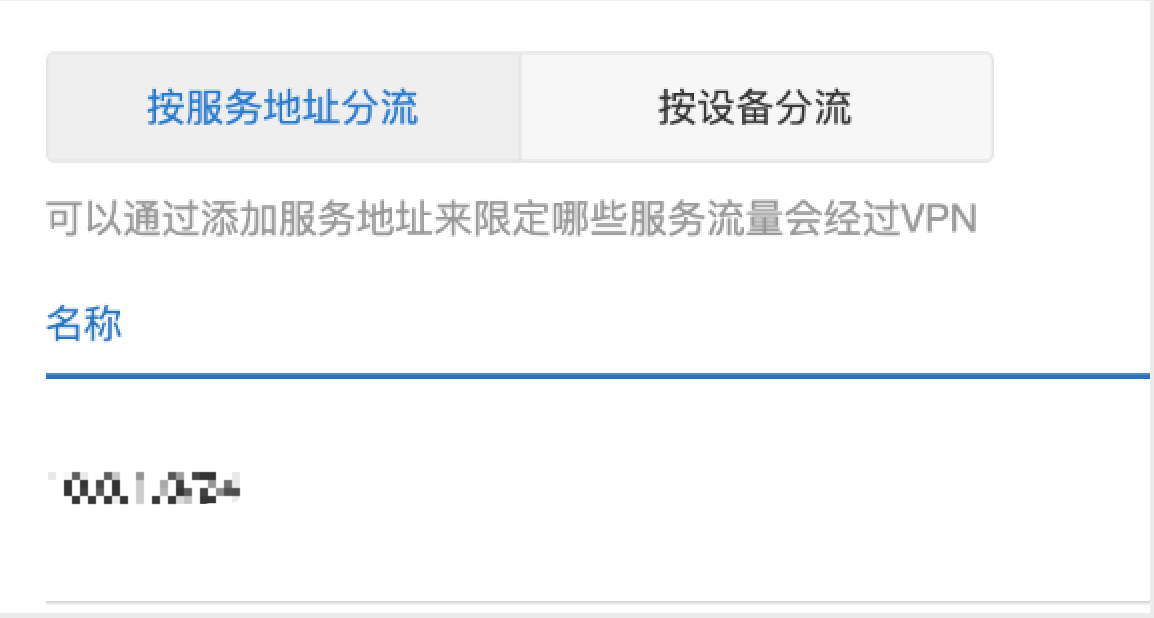 按服务地址分流
按设备分流
可以通过添加服务地址来限定哪些服务流量会经过VPN
名称